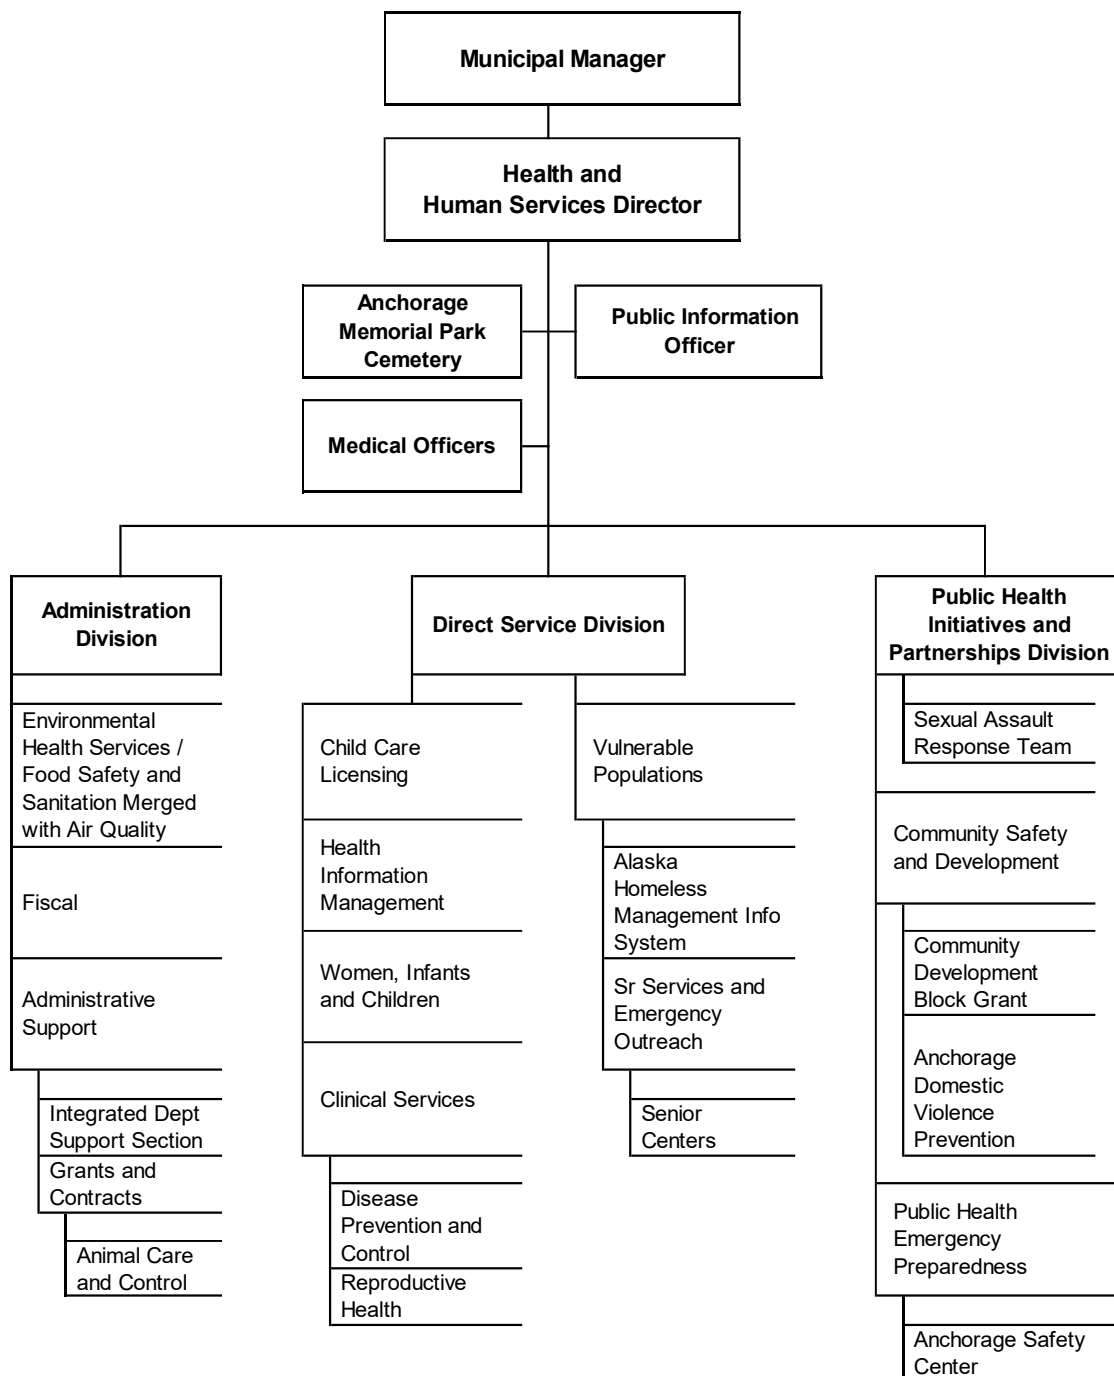 Municipal Manager
Health and
Human Services Director
Anchorage
Memorial Park
Cemetery
Public Information
Officer
Medical Officers
Administration
Division
Environmental
Health Services /
Food Safety and
Sanitation Merged
with Air Quality
Fiscal
Administrative
Support
Integrated Dept
Support Section
Grants and
Contracts
Animal Care
and Control
Direct Service Division
Child Care
Licensing
Health
Information
Management
Women, Infants
and Children
Clinical Services
Disease
Prevention and
Control
Reproductive
Health
Vulnerable
Populations
Alaska
Homeless
Management Info
System
Sr Services and
Emergency
Outreach
Senior
Centers
Public Health
Initiatives and
Partnerships Division
Sexual Assault
Response Team
Community Safety
and Development
Community
Development
Block Grant
Anchorage
Domestic
Violence
Prevention
Public Health
Emergency
Preparedness
Anchorage Safety
Center